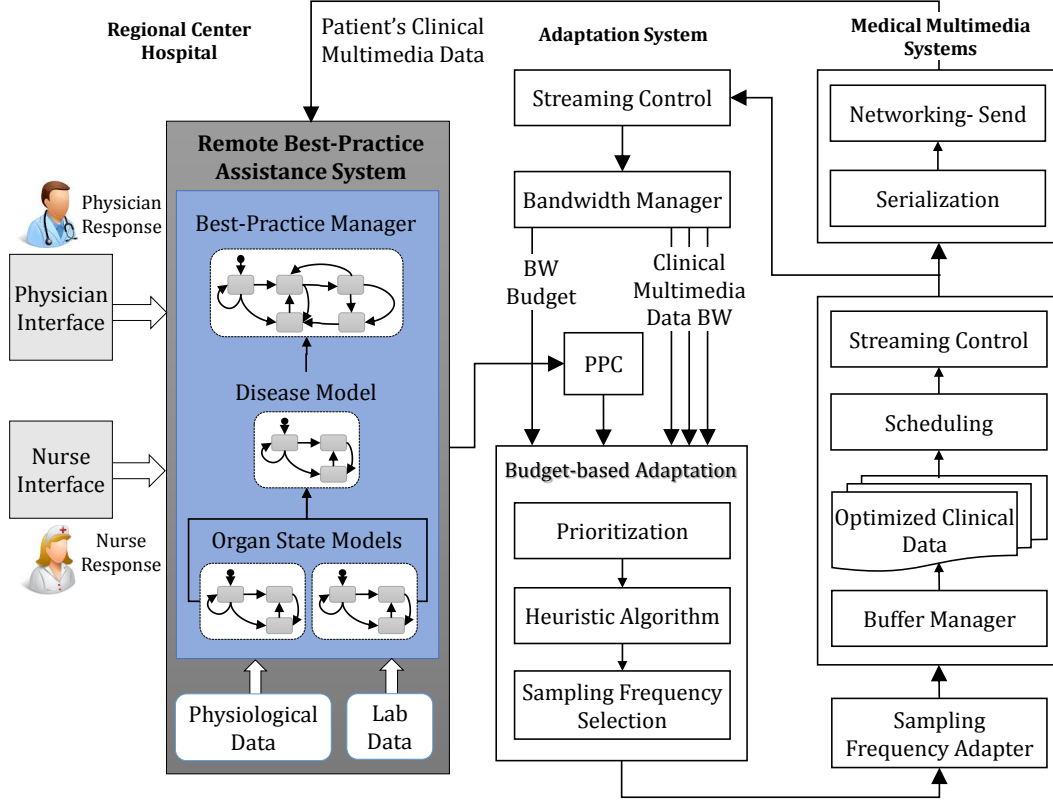 Regional Center
Hospital
Patient's Clinical
Multimedia Data
Adaptation System
Medical Multimedia
Systems
Remote Best-Practice
Assistance System
Physician
Response
Physician
Interface
Nurse
Interface
Nurse
Response
Best-Practice Manager
Disease Model
Organ State Models
Physiological
Data
Lab
Data
Streaming Control
Bandwidth Manager
BW
Budget
Clinical
Multimedia
Data BW
PPC
Budget-based Adaptation
Prioritization
Heuristic Algorithm
Sampling Frequency
Selection
Networking- Send
Serialization
Streaming Control
Scheduling
Optimized Clinical
Data
Buffer Manager
Sampling
Frequency Adapter